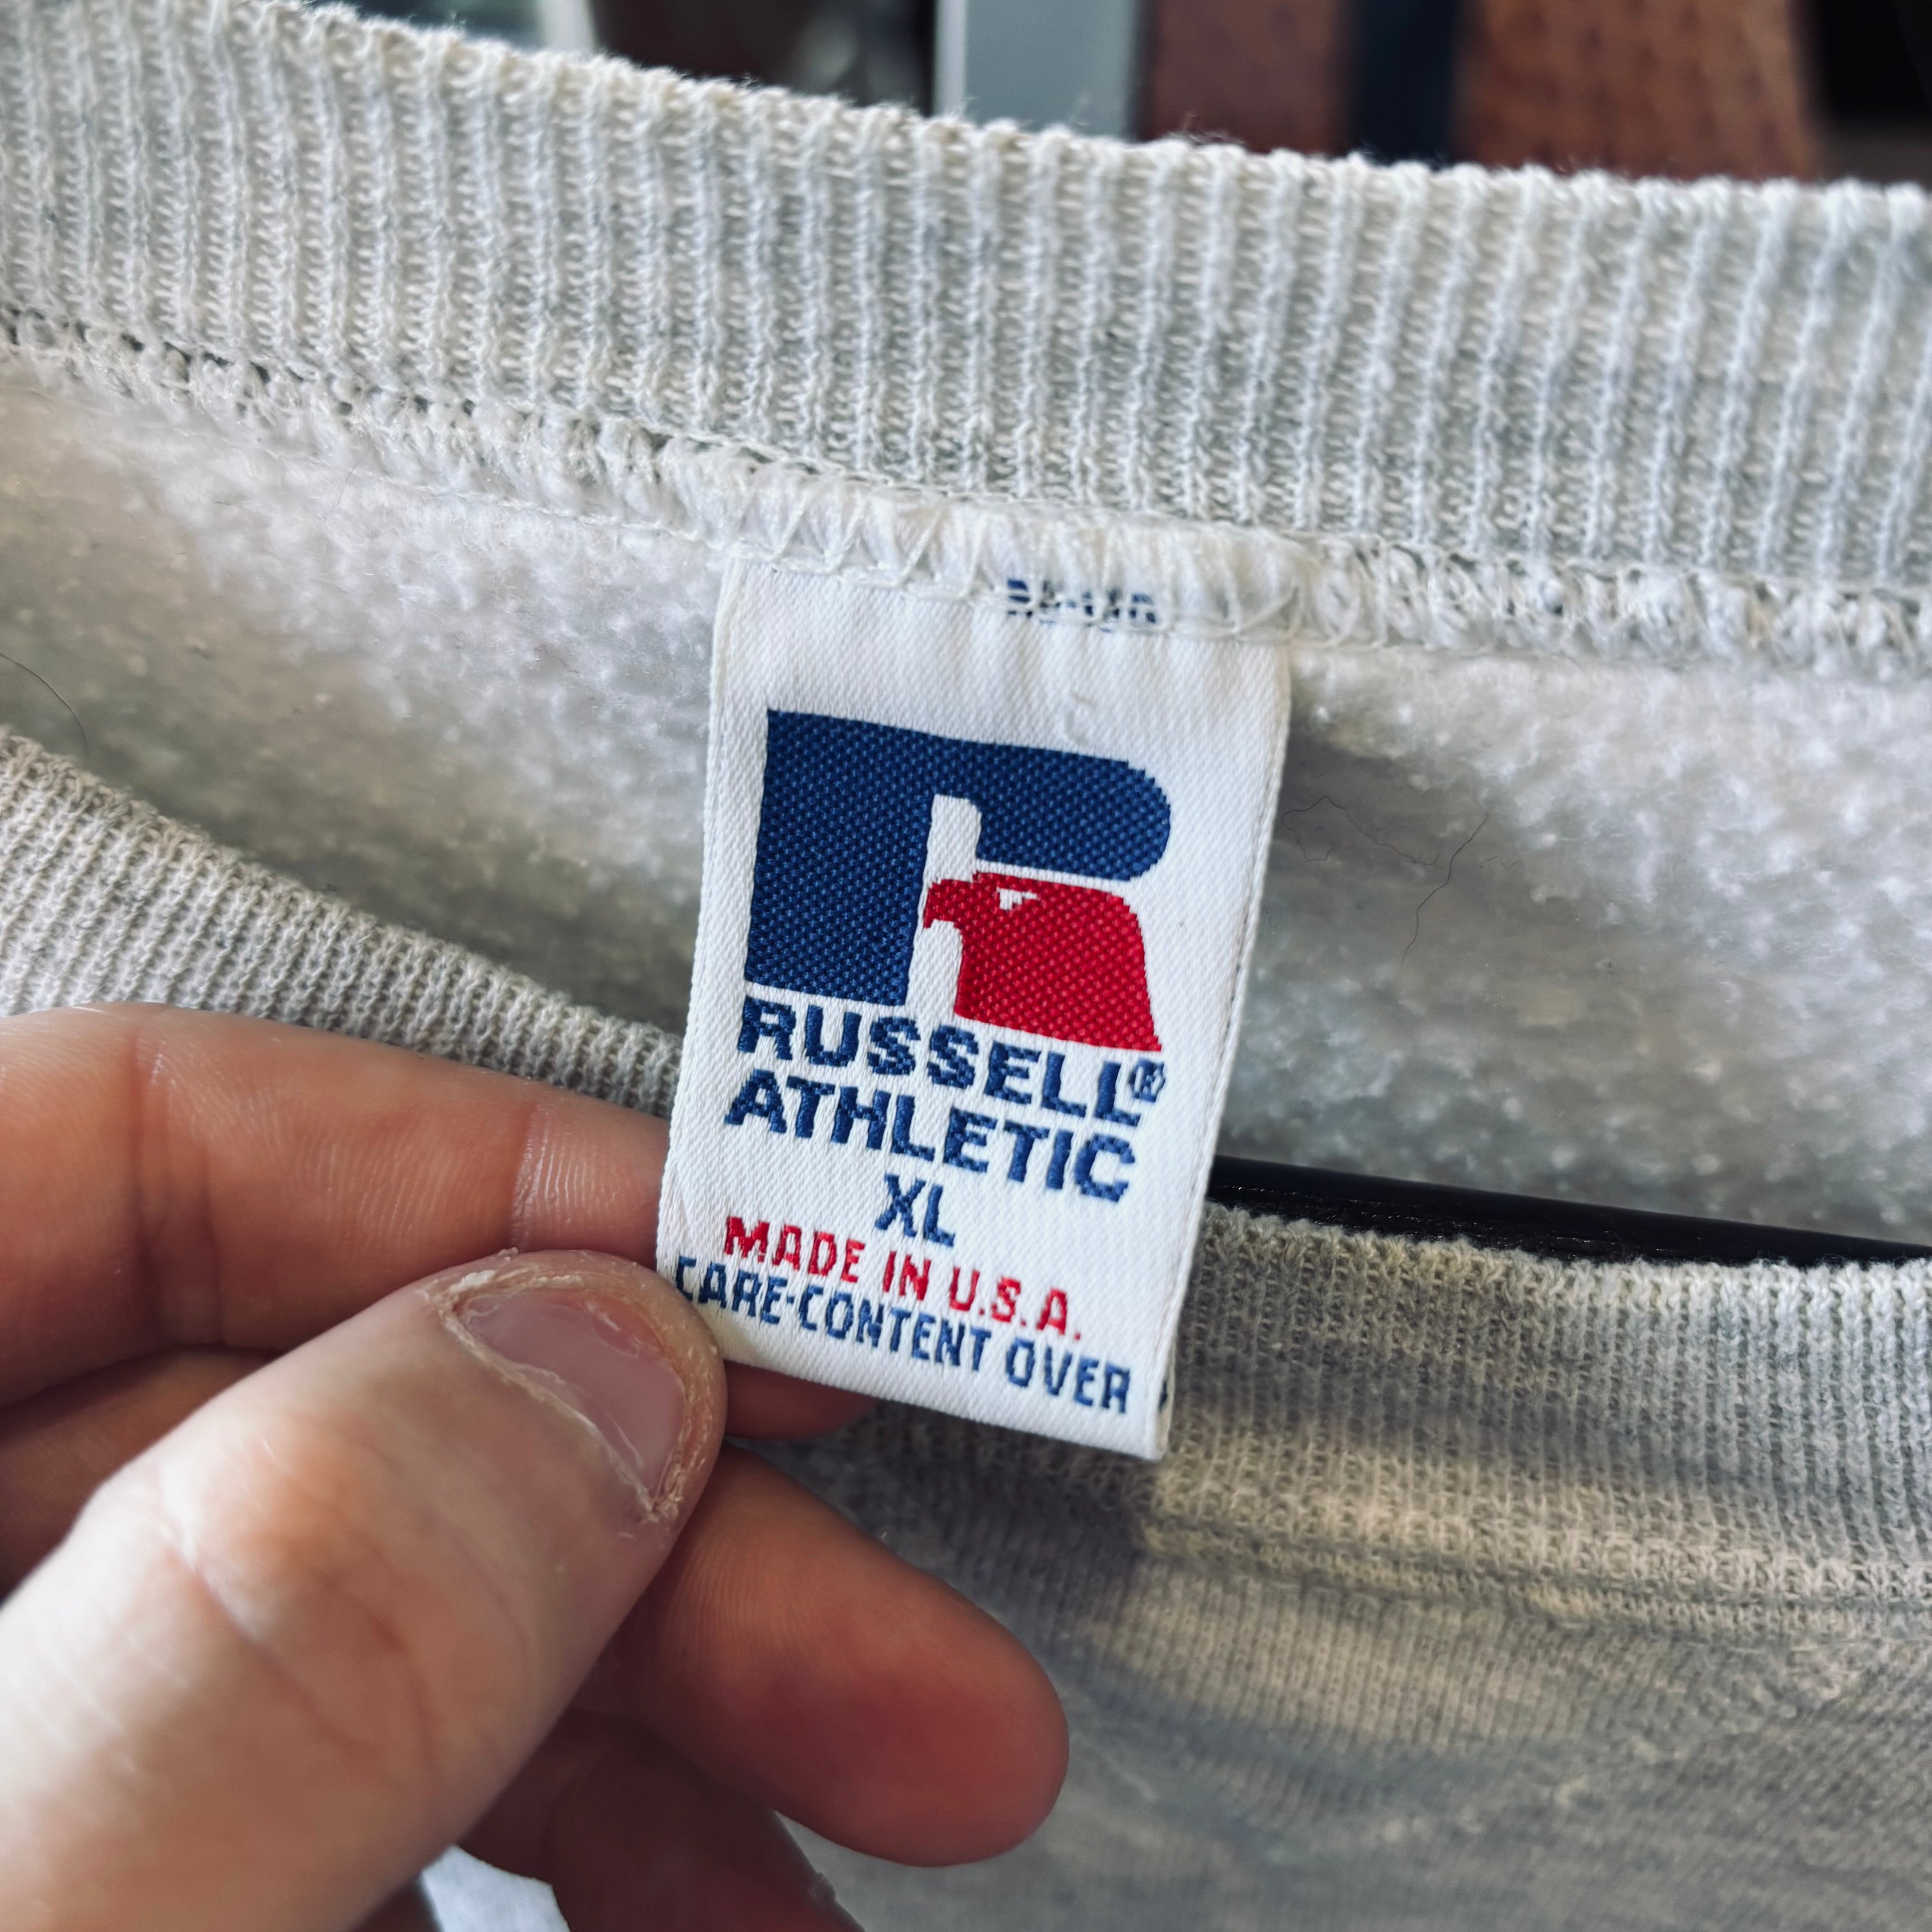 RUSSELL®
ATHLETIC
XL
MADE IN U.S.A.
CARE-CONTENT OVER